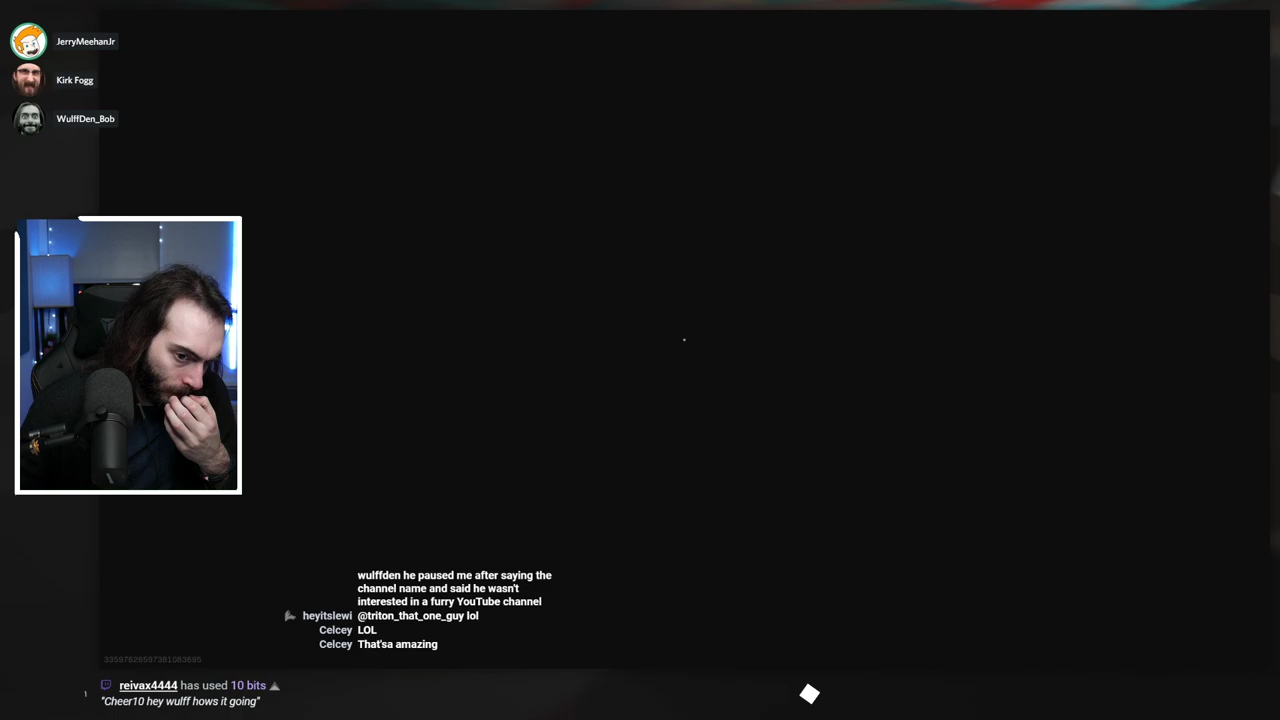 JerryMeehanJr
Kirk Fogg
WulffDen_Bob
wulffden he paused me after saying the
channel name and said he wasn't
interested in a furry YouTube channel
heyitslewi @triton_that_one_guy lol
Celcey LOL
Celcey That'sa amazing
33597626597381083695
reivax4444 has used 10 bits
"Cheer10 hey wulff hows it going"